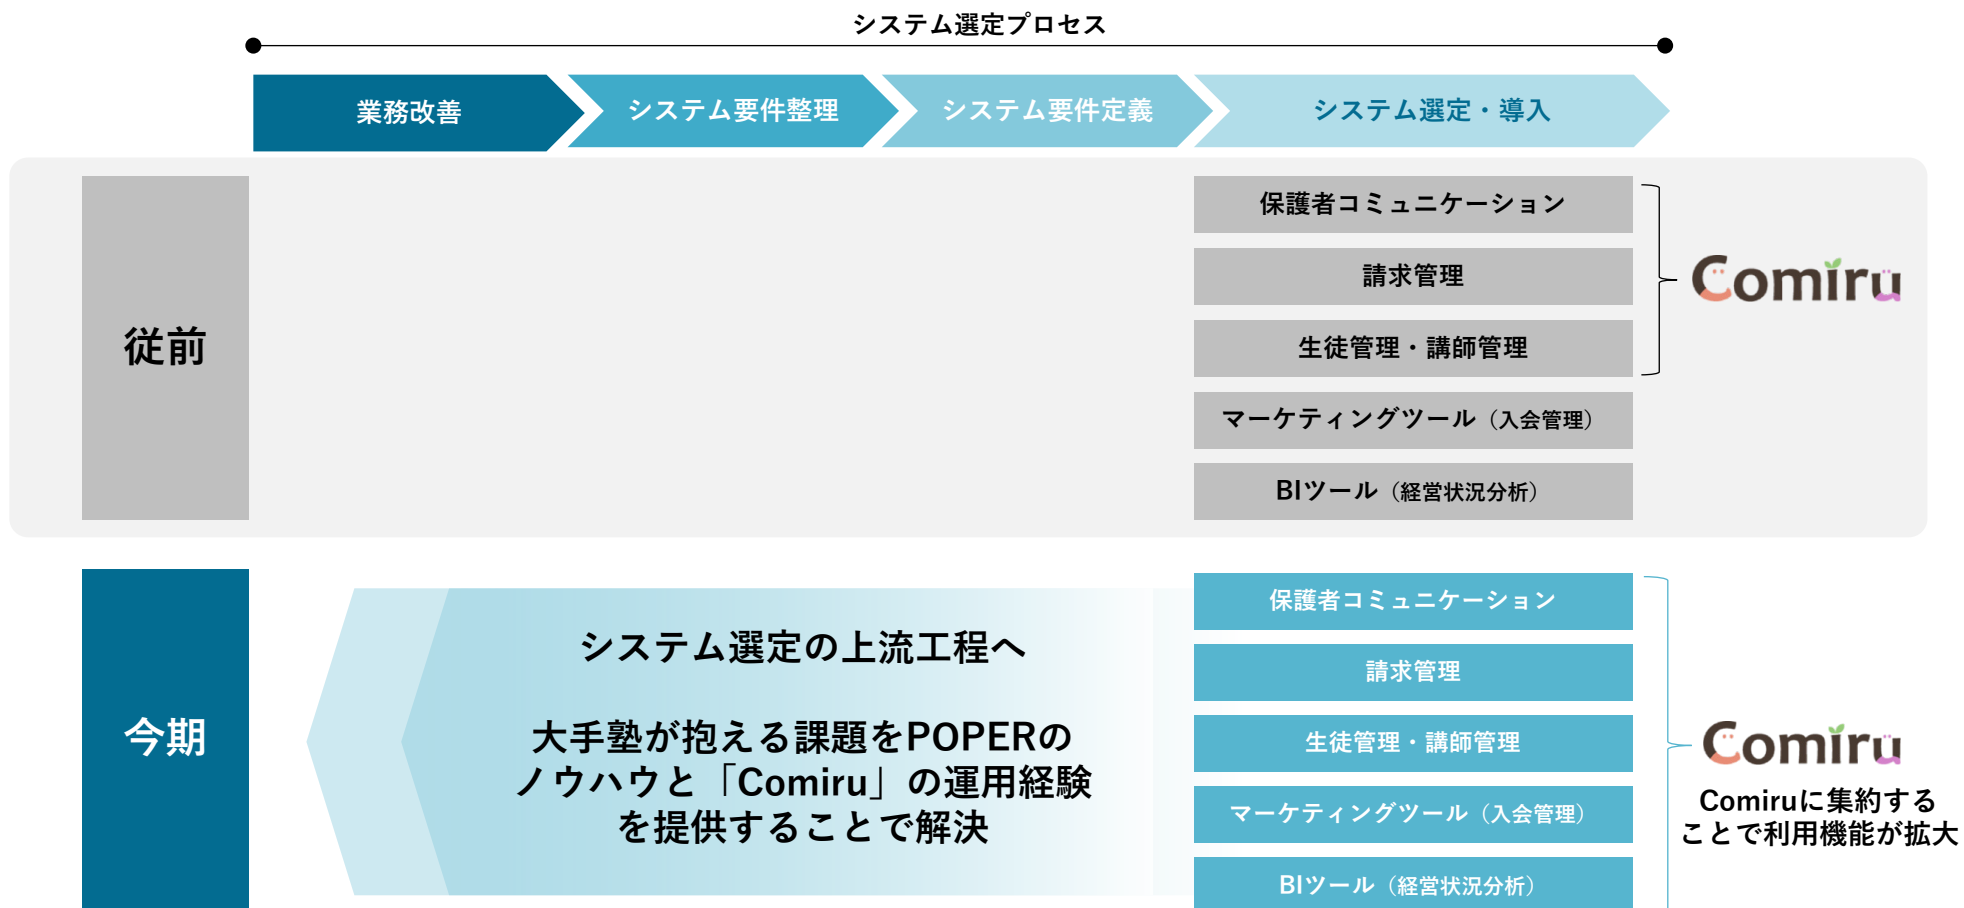 システム選定プロセス
業務改善
システム要件整理
システム要件定義
システム選定・導入
従前
保護者コミュニケーション
請求管理
生徒管理・講師管理
マーケティングツール（入会管理）
BIツール（経営状況分析）
Comiru
今期
システム選定の上流工程へ
大手塾が抱える課題をPOPERの
ノウハウと「Comiru」の運用経験
を提供することで解決
保護者コミュニケーション
請求管理
生徒管理・講師管理
マーケティングツール（入会管理）
BIツール（経営状況分析）
Comiru
Comiruに集約する
ことで利用機能が拡大